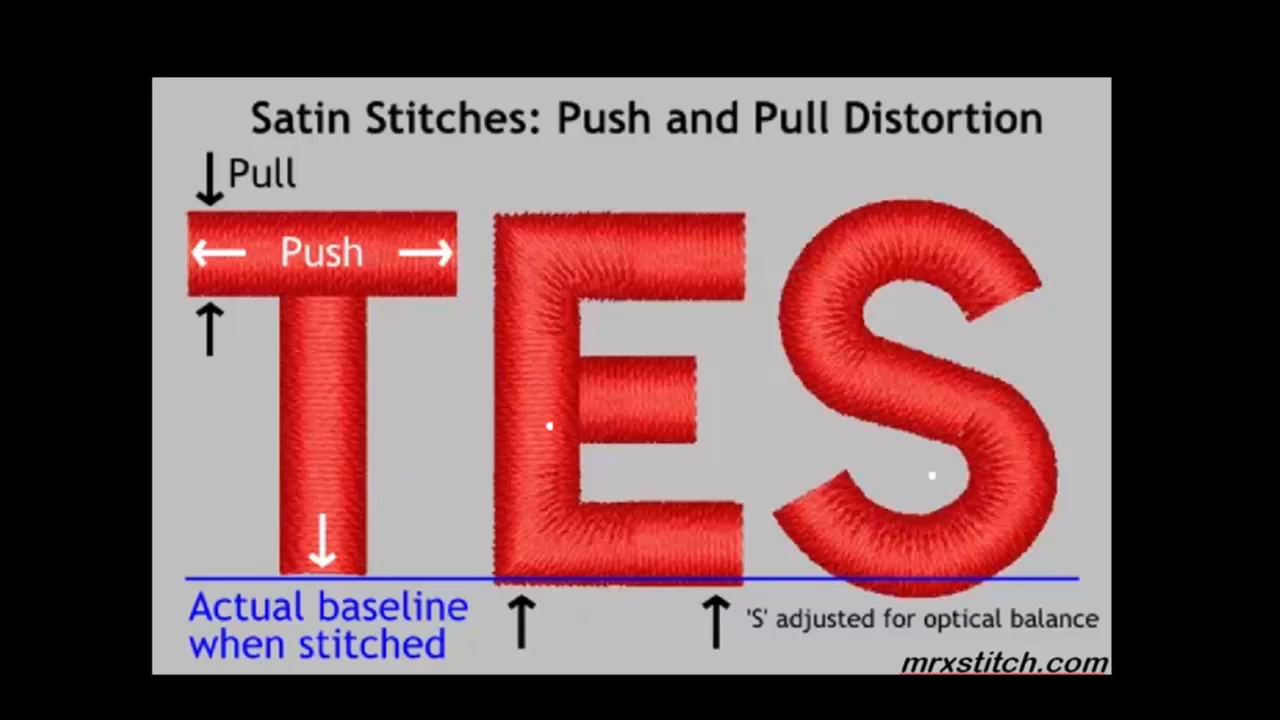 Satin Stitches: Push and Pull Distortion
Pull
Push
TES
Actual baseline
when stitched
'S' adjusted for optical balance
mrxstitch.com